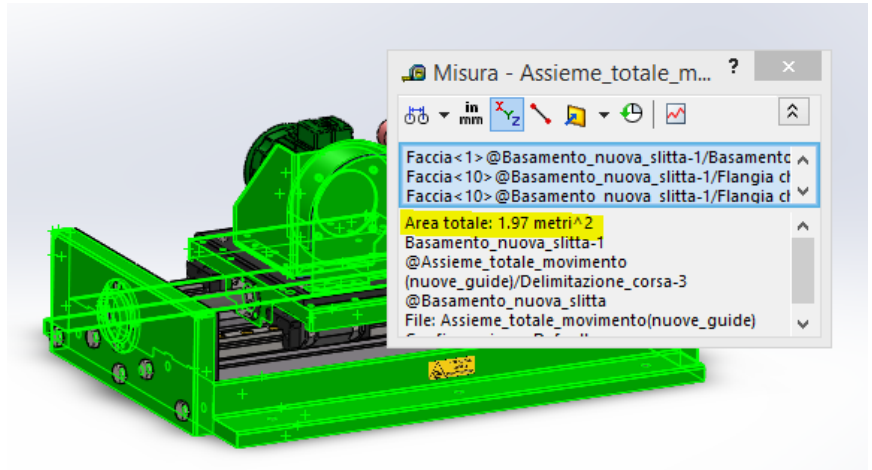 Misura - Assieme_totale_m...
?
in
mm
X
Y
Z
Faccia<1>@Basamento_nuova_slitta-1/Basamento
Faccia<10>@Basamento_nuova_slitta-1/Flangia ch
Faccia<10>@Basamento_nuova_slitta-1/Flangia ch
Area totale: 1.97 metri^2
Basamento_nuova_slitta-1
@Assieme_totale_movimento
(nuove_guide)/Delimitazione_corsa-3
@Basamento_nuova_slitta
File: Assieme_totale_movimento(nuove_guide)